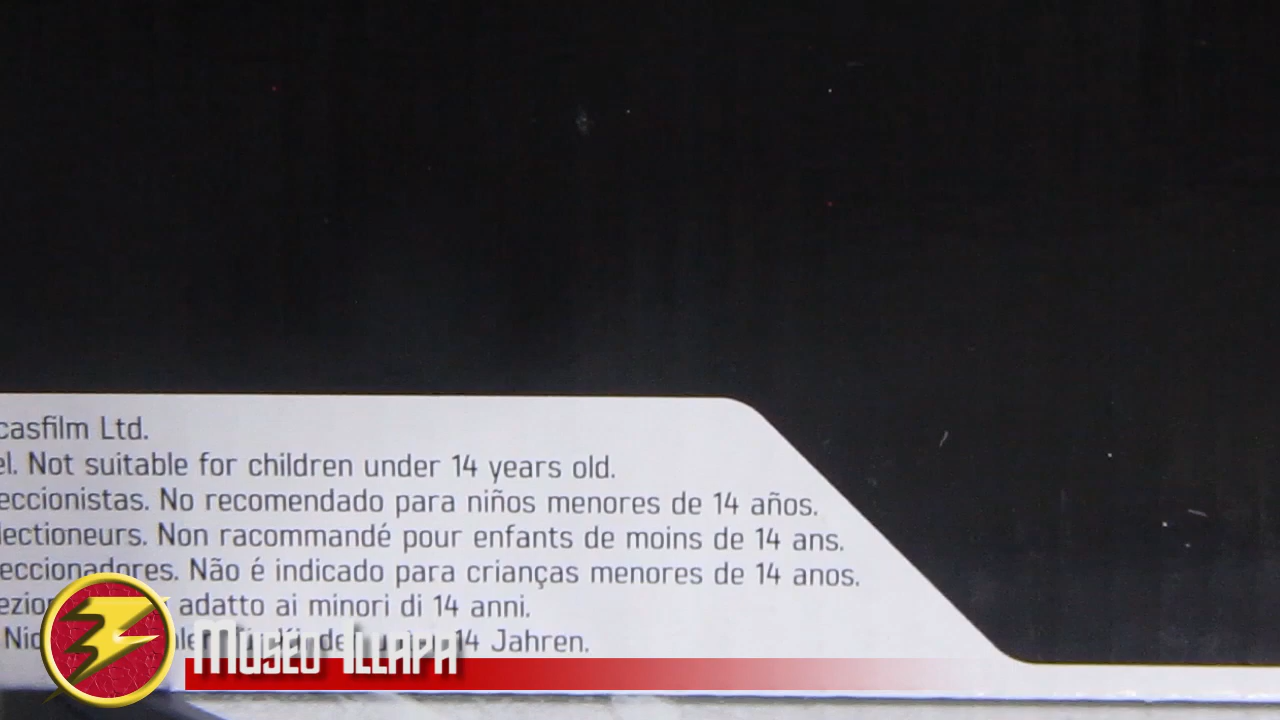 casfilm Ltd.
el. Not suitable for children under 14 years old.
eccionistas. No recomendado para niños menores de 14 años.
lectioneurs. Non racommandé pour enfants de moins de 14 ans.
eccionadores. Não é indicado para crianças menores de 14 anos.
adatto ai minori di 14 anni.
14 Jahren.
Museo Illapa